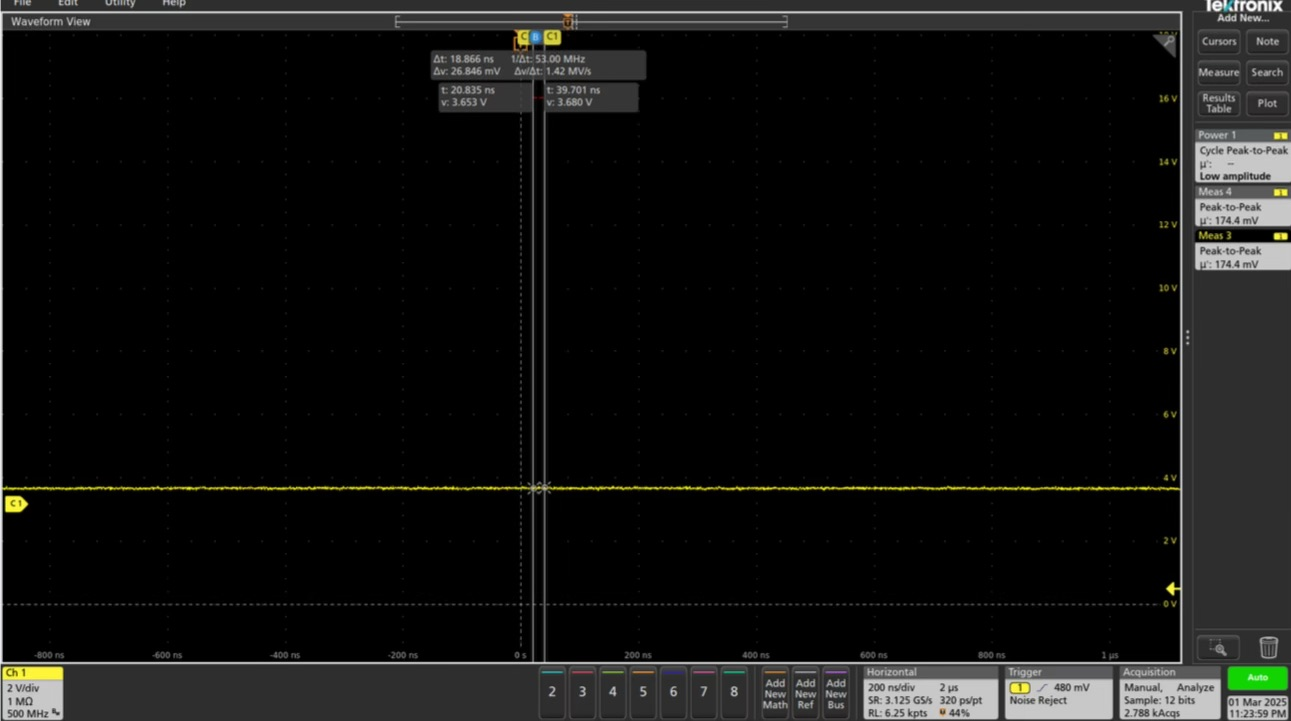 File Edit Utility Help
Tektronix
Waveform View
Add New...
C B C1
Δt: 18.866 ns 1/Δt: 53.00 MHz
Δv: 26.846 mV Δv/Δt: 1.42 MV/s
t: 20.835 ns
v: 3.653 V
t: 39.701 ns
v: 3.680 V
16 V
14 V
12 V
10 V
8 V
6 V
4 V
2 V
0 V
C1
-800 ns -600 ns -400 ns -200 ns 0 s 200 ns 400 ns 600 ns 800 ns 1 µs
Cursors Note
Measure Search
Results Table Plot
Power 1 1
Cycle Peak-to-Peak
µ': --
Low amplitude
Meas 4 1
Peak-to-Peak
µ': 174.4 mV
Meas 3 1
Peak-to-Peak
µ': 174.4 mV
Ch 1
2 V/div
1 MΩ
500 MHz
2 3 4 5 6 7 8
Add New Math
Add New Ref
Add New Bus
Horizontal
200 ns/div 2 µs
SR: 3.125 GS/s 320 ps/pt
RL: 6.25 kpts 44%
Trigger
1 480 mV
Noise Reject
Acquisition
Manual, Analyze
Sample: 12 bits
2.788 kAcqs
Auto
01 Mar 2025
11:23:59 PM